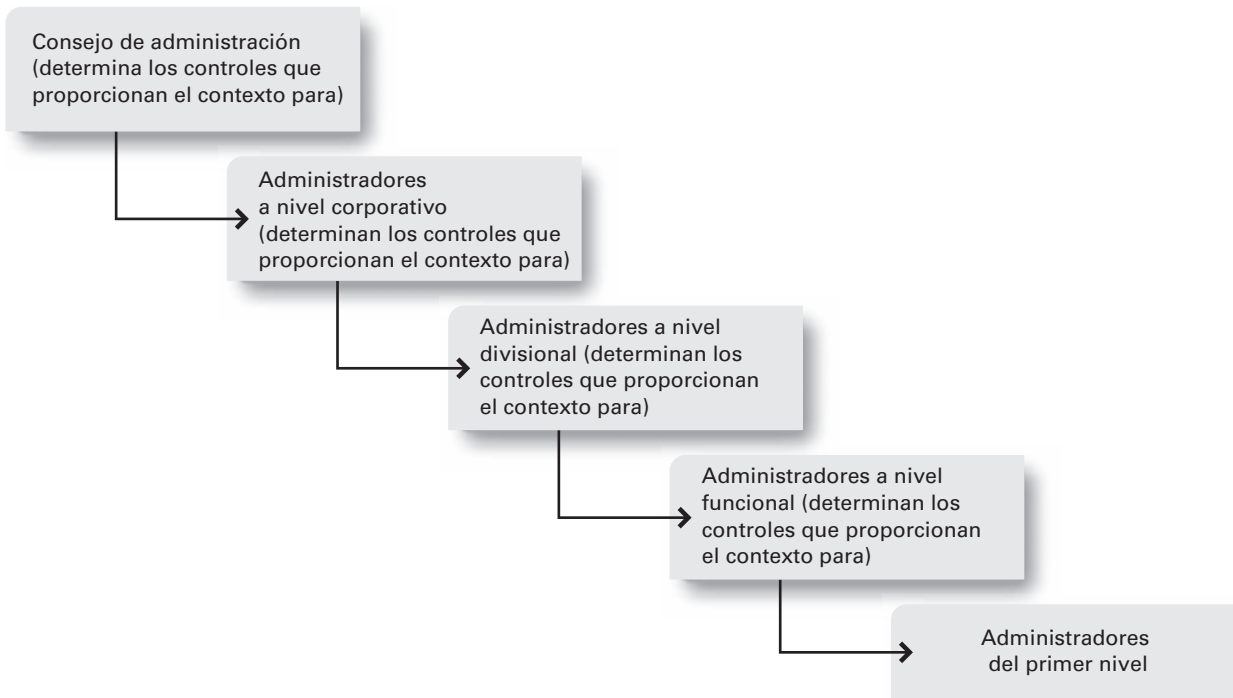 Consejo de administración
(determina los controles que
proporcionan el contexto para)
Administradores
a nivel corporativo
(determinan los controles que
proporcionan el contexto para)
Administradores a nivel
divisional (determinan los
controles que proporcionan
el contexto para)
Administradores a nivel
funcional (determinan los
controles que proporcionan
el contexto para)
Administradores
del primer nivel